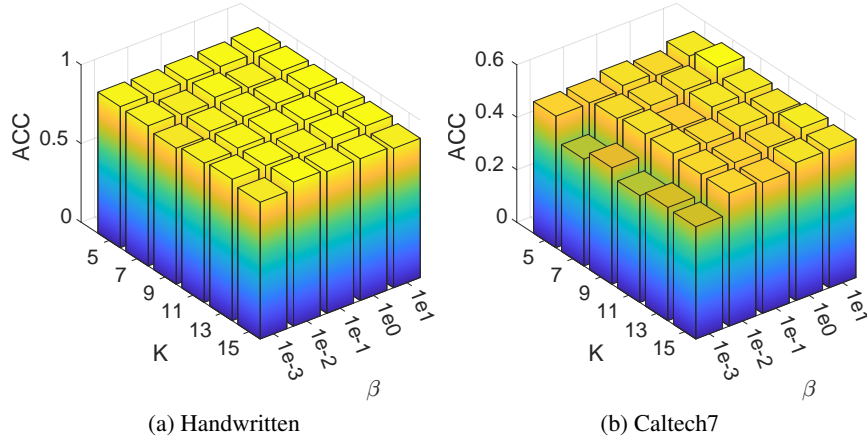 1
0.5
0
ACC
5
7
9
11
13
15
K
1e-3
1e-2
1e-1
1e0
1e1
β
(a) Handwritten
0.6
0.4
0.2
0
ACC
5
7
9
11
13
15
K
1e-3
1e-2
1e-1
1e0
1e1
β
(b) Caltech7